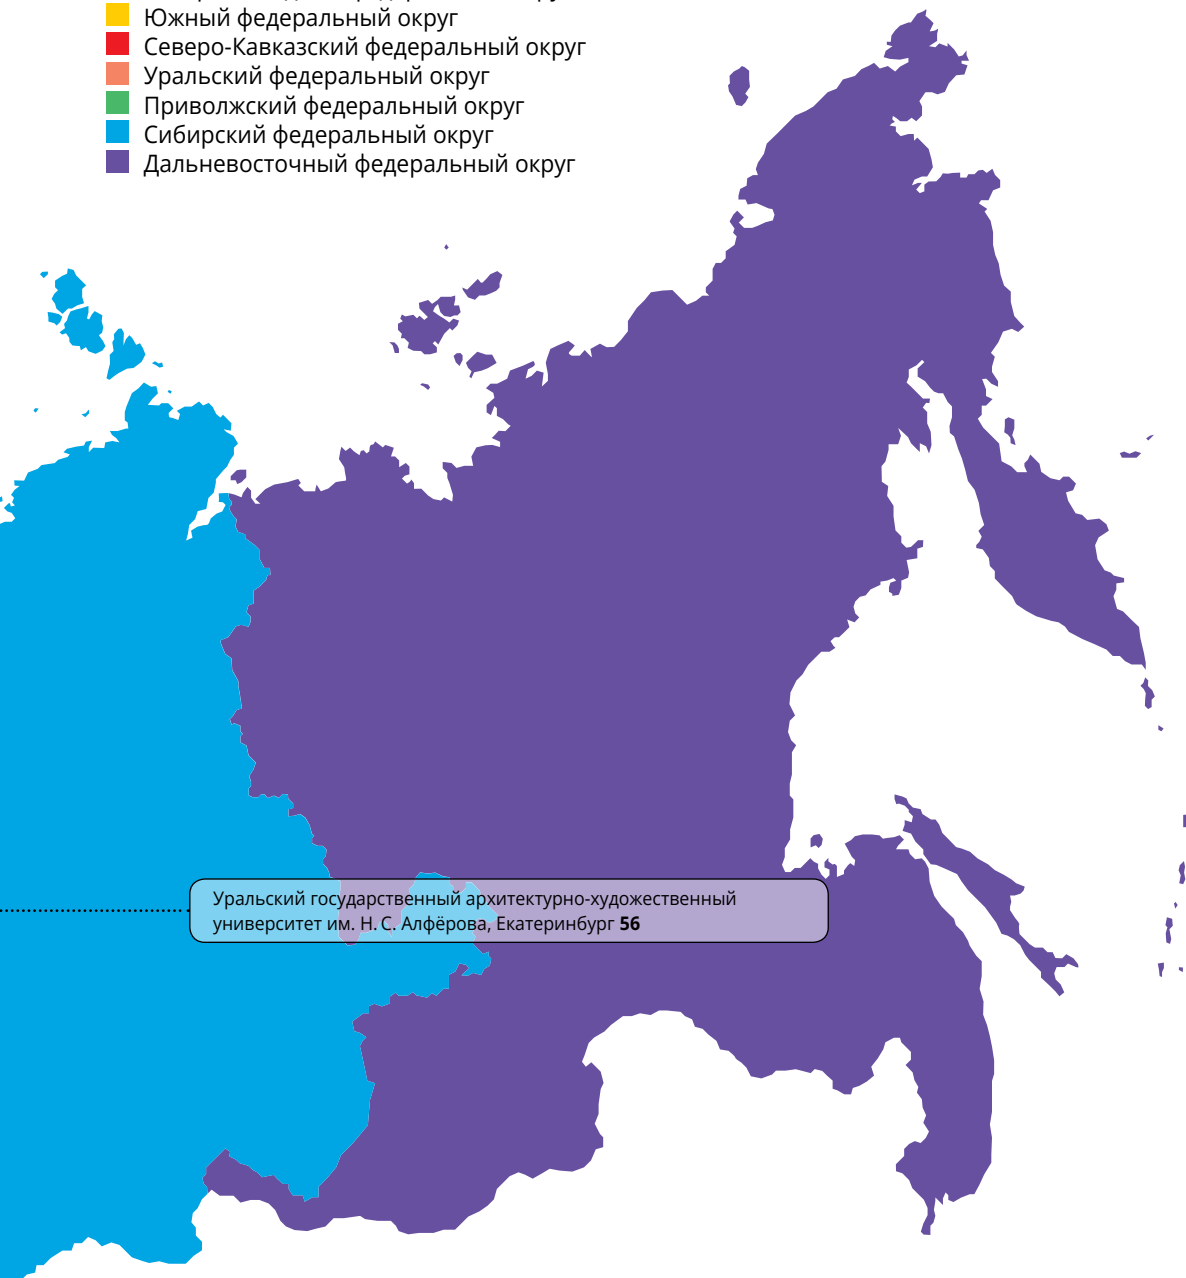 Южный федеральный округ
Северо-Кавказский федеральный округ
Уральский федеральный округ
Приволжский федеральный округ
Сибирский федеральный округ
Дальневосточный федеральный округ
Уральский государственный архитектурно-художественный
университет им. Н. С. Алфёрова, Екатеринбург 56